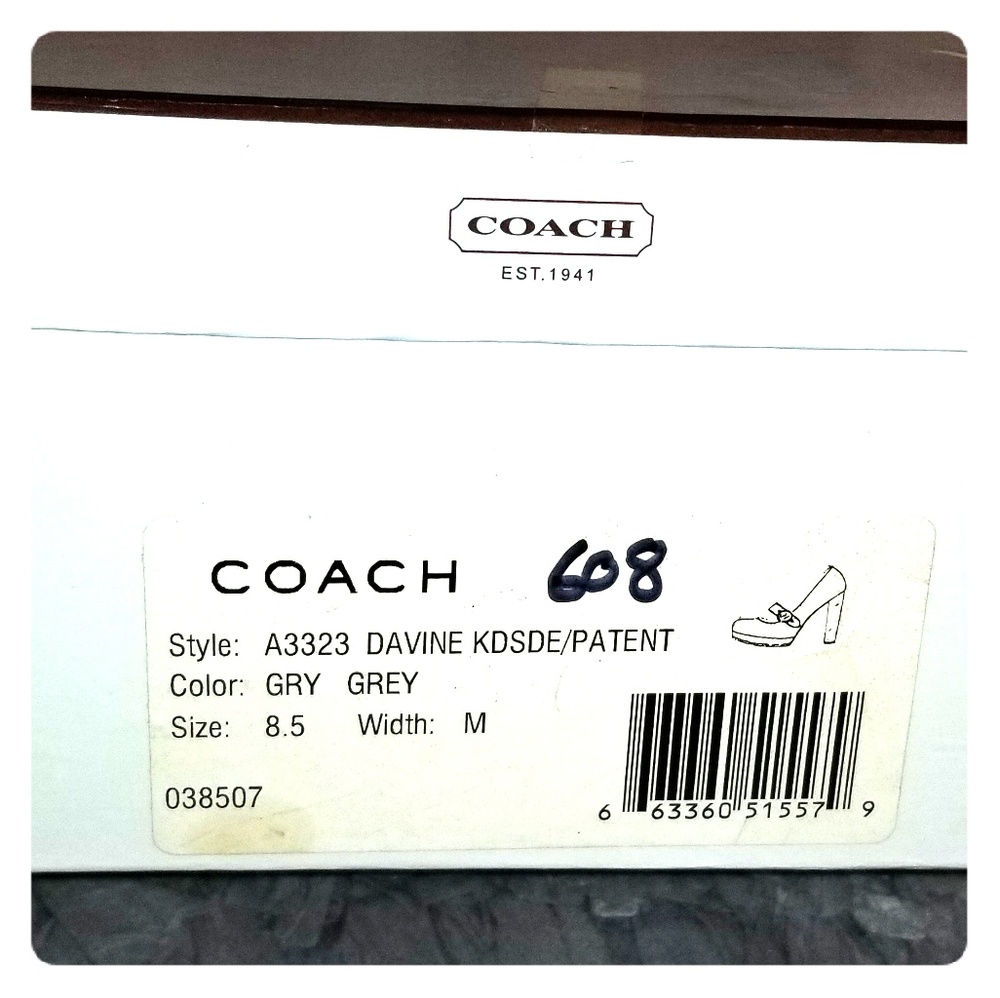 COACH
EST.1941
COACH 608
Style: A3323 DAVINE KDSDE/PATENT
Color: GRY GREY
Size: 8.5 Width: M
038507
6 63360 51557 9